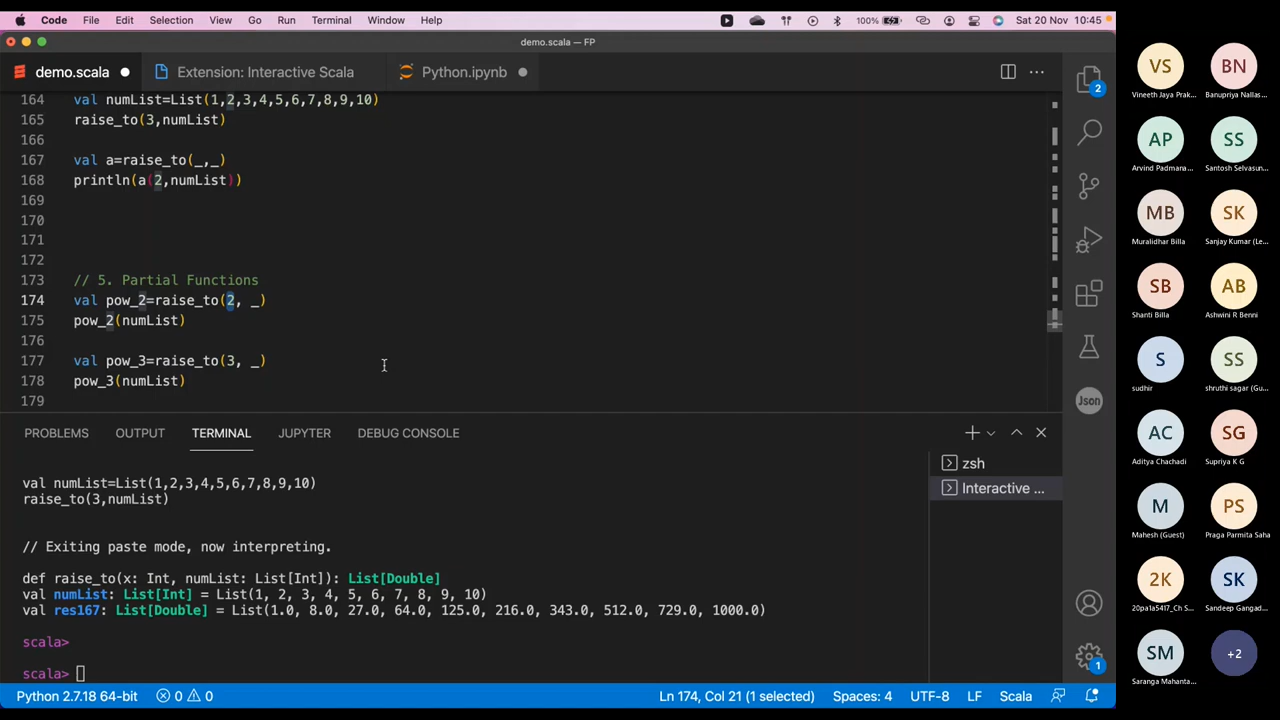 Code File Edit Selection View Go Run Terminal Window Help 100% Sat 20 Nov 10:45
demo.scala — FP
demo.scala Extension: Interactive Scala Python.ipynb
164 val numList=List(1,2,3,4,5,6,7,8,9,10)
165 raise_to(3,numList)
166
167 val a=raise_to(_,_)
168 println(a(2,numList))
169
170
171
172
173 // 5. Partial Functions
174 val pow_2=raise_to(2, _)
175 pow_2(numList)
176
177 val pow_3=raise_to(3, _)
178 pow_3(numList)
179
PROBLEMS OUTPUT TERMINAL JUPYTER DEBUG CONSOLE
zsh
Interactive ...
val numList=List(1,2,3,4,5,6,7,8,9,10)
raise_to(3,numList)
// Exiting paste mode, now interpreting.
def raise_to(x: Int, numList: List[Int]): List[Double]
val numList: List[Int] = List(1, 2, 3, 4, 5, 6, 7, 8, 9, 10)
val res167: List[Double] = List(1.0, 8.0, 27.0, 64.0, 125.0, 216.0, 343.0, 512.0, 729.0, 1000.0)
scala>
scala>
Python 2.7.18 64-bit 0 0 Ln 174, Col 21 (1 selected) Spaces: 4 UTF-8 LF Scala
2
Json
1
VS BN
Vineeth Jaya Prak... Banupriya Nallas...
AP SS
Arvind Padmana... Santosh Selvasun...
MB SK
Muralidhar Billa Sanjay Kumar (Le...
SB AB
Shanti Billa Ashwini R Benni
S SS
sudhir shruthi sagar (Gu...
AC SG
Aditya Chachadi Supriya K G
M PS
Mahesh (Guest) Praga Parmita Saha
2K SK
20pa1a5417_Ch S... Sandeep Gangad...
SM +2
Saranga Mahanta...